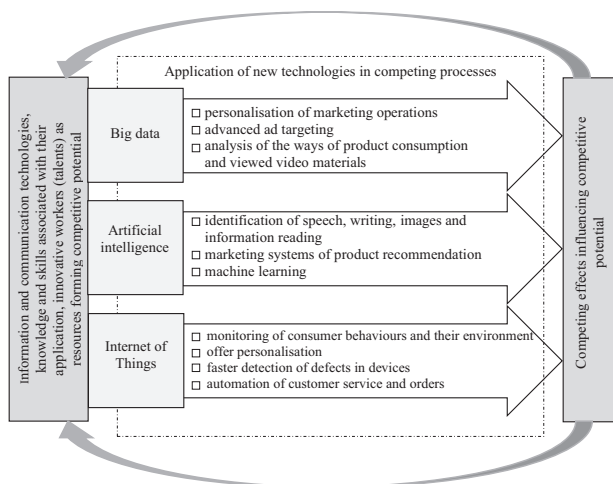 Application of new technologies in competing processes
Information and communication technologies,
knowledge and skills associated with their
application, innovative workers (talents) as
resources forming competitive potential
Big data
□ personalisation of marketing operations
□ advanced ad targeting
□ analysis of the ways of product consumption
and viewed video materials
Artificial
intelligence
□ identification of speech, writing, images and
information reading
□ marketing systems of product recommendation
□ machine learning
Internet of
Things
□ monitoring of consumer behaviours and their environment
□ offer personalisation
□ faster detection of defects in devices
□ automation of customer service and orders
Competing effects influencing competitive
potential